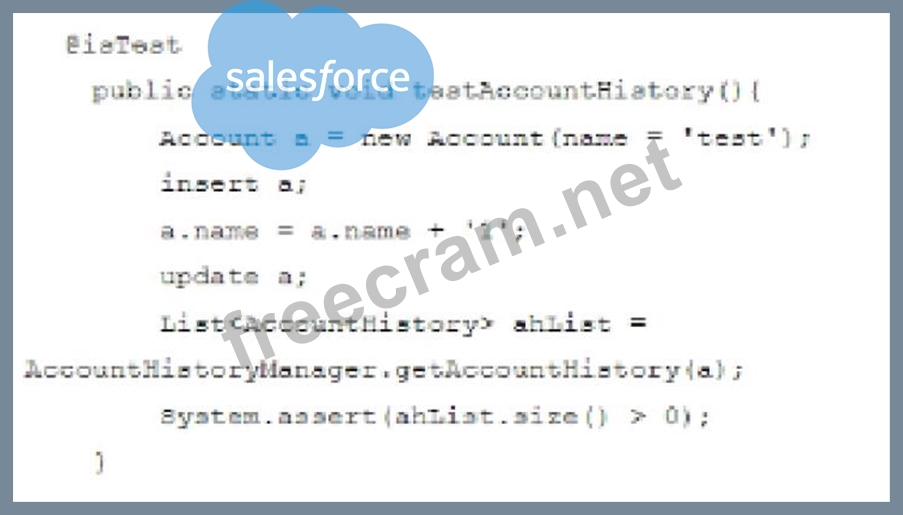 @isTest
salesforce
public static void testAccountHistory(){
Account a = new Account(name = 'test');
insert a;
a.name = a.name + '1';
update a;
List<AccountHistory> ahList =
AccountHistoryManager.getAccountHistory(a);
System.assert(ahList.size() > 0);
}
freecram.net